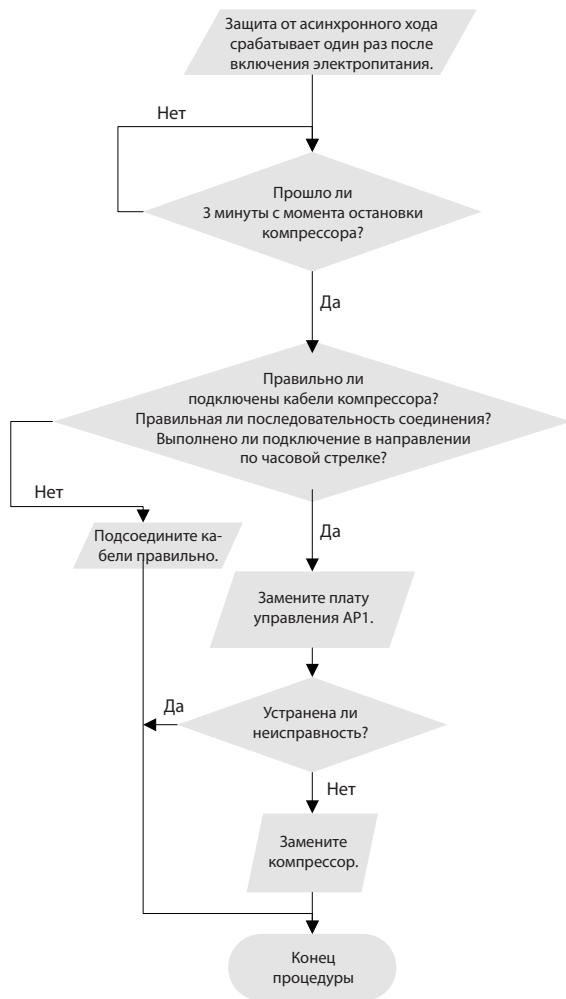 Защита от асинхронного хода
срабатывает один раз после
включения электропитания.
Нет
Прошло ли
3 минуты с момента остановки
компрессора?
Да
Правильно ли
подключены кабели компрессора?
Правильная ли последовательность соединения?
Выполнено ли подключение в направлении
по часовой стрелке?
Нет
Да
Подсоедините ка-
бели правильно.
Замените плату
управления AP1.
Да
Устранена ли
неисправность?
Нет
Замените
компрессор.
Конец
процедуры